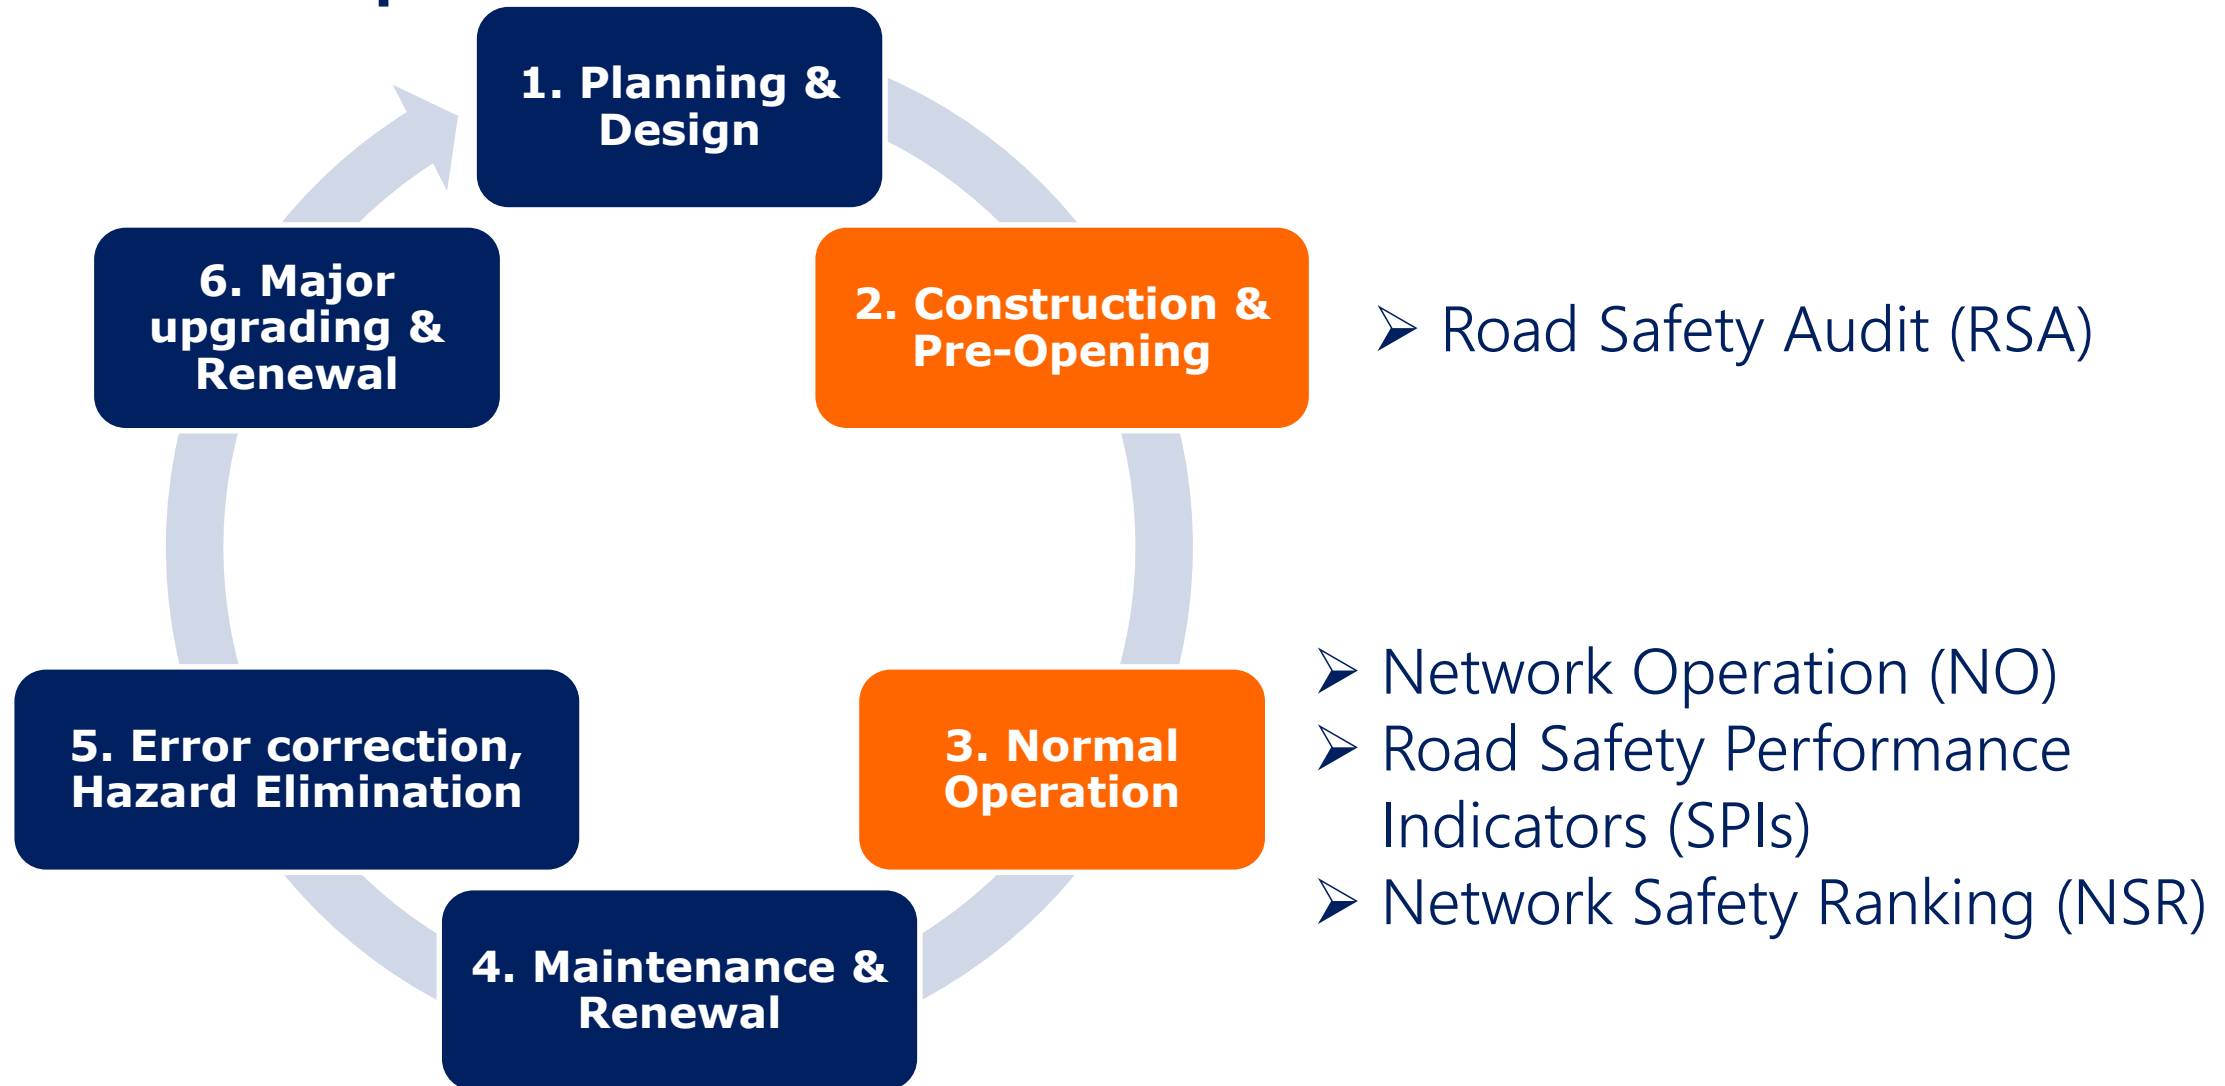 1. Planning &
Design
2. Construction &
Pre-Opening
➢ Road Safety Audit (RSA)
3. Normal
Operation
➢ Network Operation (NO)
➢ Road Safety Performance
Indicators (SPIs)
➢ Network Safety Ranking (NSR)
4. Maintenance &
Renewal
5. Error correction,
Hazard Elimination
6. Major
upgrading &
Renewal